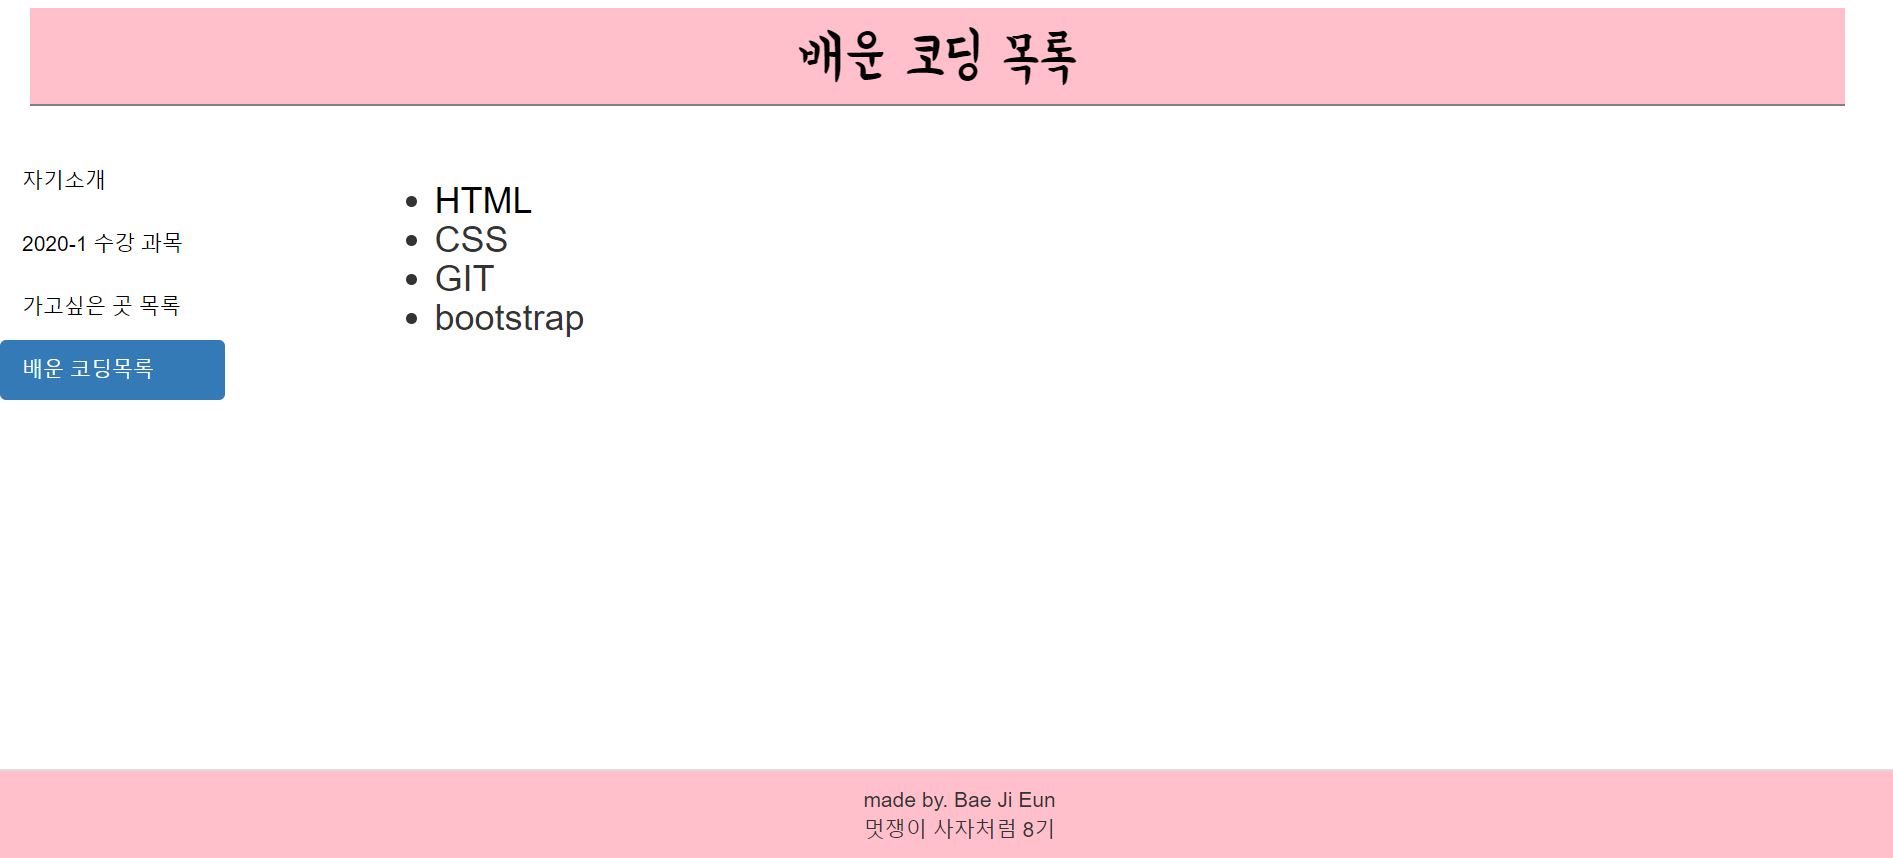 배운 코딩 목록
자기소개
2020-1 수강 과목
가고싶은 곳 목록
배운 코딩목록
HTML
CSS
GIT
bootstrap
made by. Bae Ji Eun
멋쟁이 사자처럼 8기